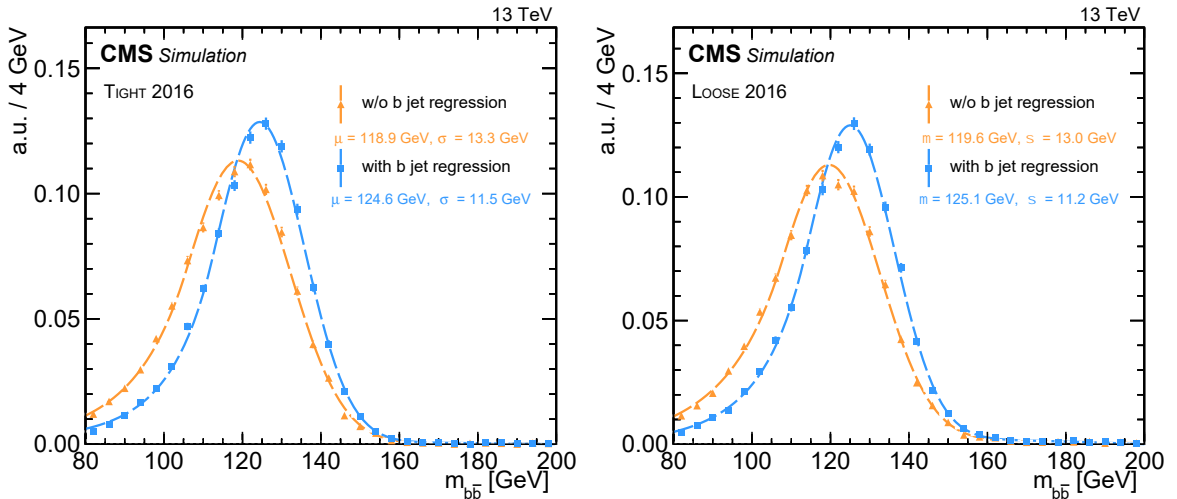 13 TeV
CMS Simulation
TIGHT 2016
w/o b jet regression
μ = 118.9 GeV, σ = 13.3 GeV
with b jet regression
μ = 124.6 GeV, σ = 11.5 GeV
a.u. / 4 GeV
0.15
0.10
0.05
0.00
80 100 120 140 160 180 200
m_{bb̅} [GeV]
13 TeV
CMS Simulation
LOOSE 2016
w/o b jet regression
m = 119.6 GeV, s = 13.0 GeV
with b jet regression
m = 125.1 GeV, s = 11.2 GeV
a.u. / 4 GeV
0.15
0.10
0.05
0.00
80 100 120 140 160 180 200
m_{bb̅} [GeV]